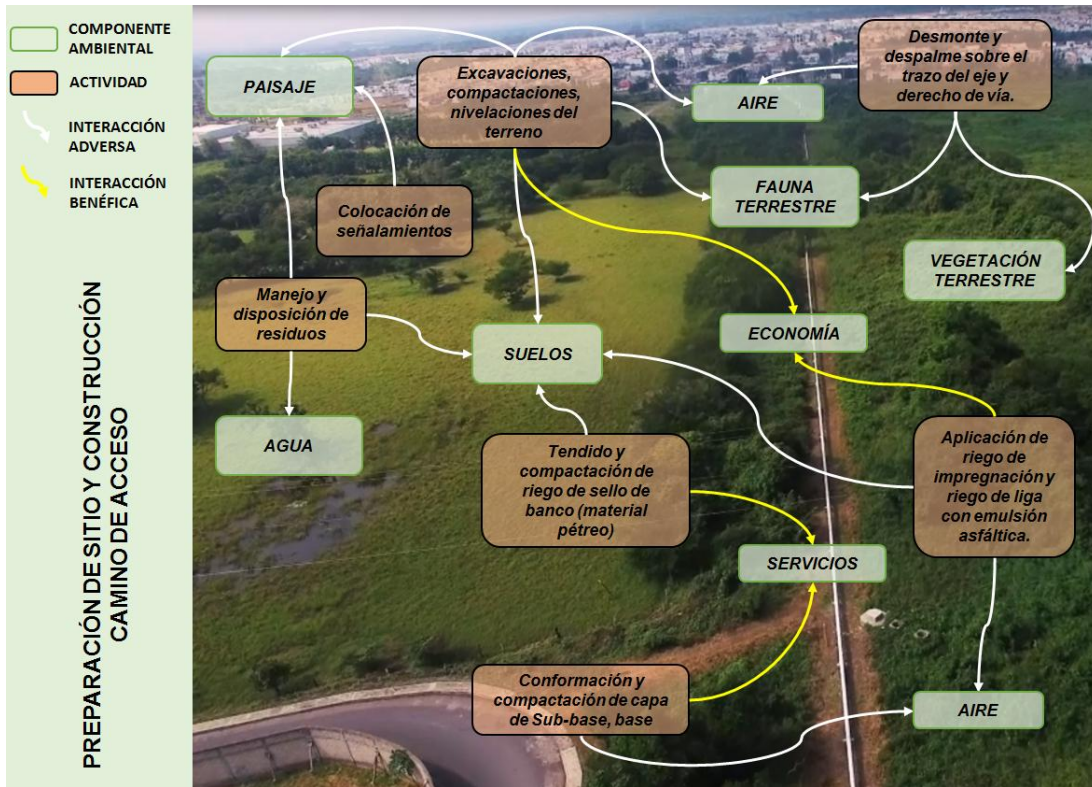 COMPONENTE
AMBIENTAL
ACTIVIDAD
INTERACCIÓN
ADVERSA
INTERACCIÓN
BENÉFICA
PREPARACIÓN DE SITIO Y CONSTRUCCIÓN
CAMINO DE ACCESO
PAISAJE
Excavaciones,
compactaciones,
nivelaciones del
terreno
AIRE
Desmonte y
despalme sobre el
trazo del eje y
derecho de vía.
Colocación de
señalamientos
FAUNA
TERRESTRE
VEGETACIÓN
TERRESTRE
Manejo y
disposición de
residuos
SUELOS
ECONOMÍA
AGUA
Tendido y
compactación de
riego de sello de
banco (material
pétreo)
Aplicación de
riego de
impregnación y
riego de liga
con emulsión
asfáltica.
SERVICIOS
Conformación y
compactación de capa
de Sub-base, base
AIRE